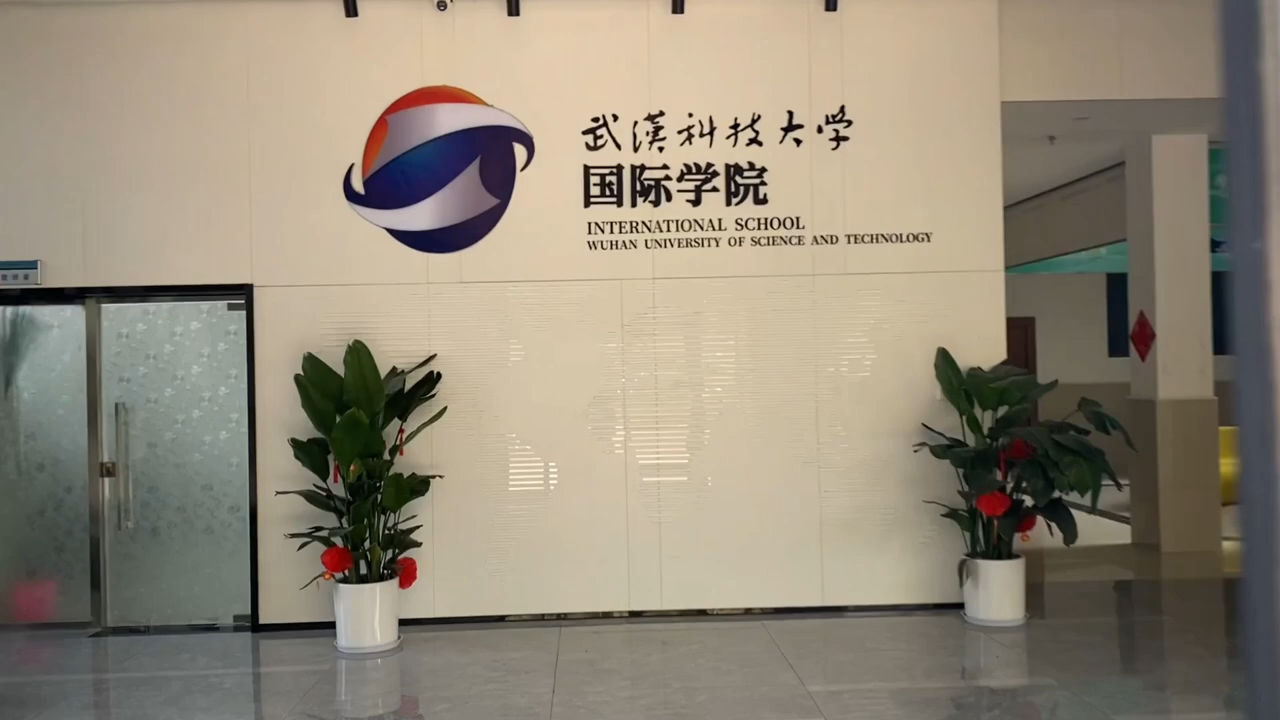 武漢科技大学
国际学院
INTERNATIONAL SCHOOL
WUHAN UNIVERSITY OF SCIENCE AND TECHNOLOGY